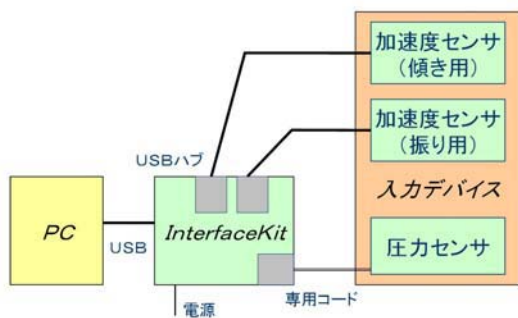 加速度センサ
(傾き用)
加速度センサ
(振り用)
USBハブ
入力デバイス
PC
USB
InterfaceKit
圧力センサ
専用コード
電源